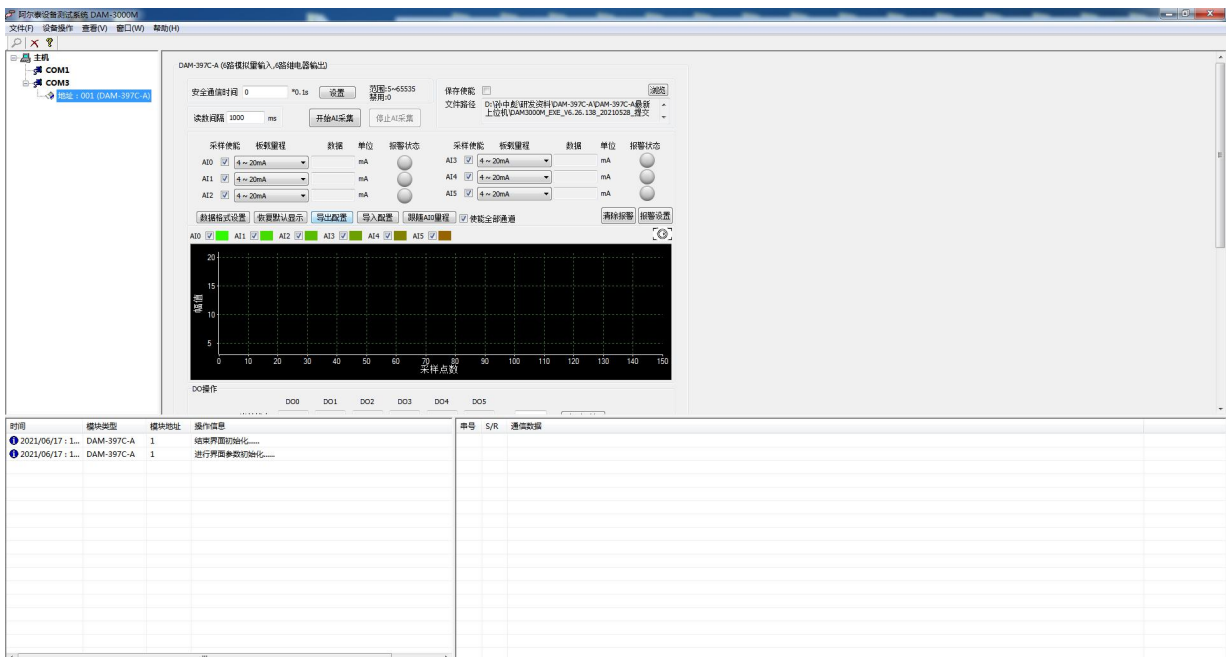 阿尔泰设备测试系统 DAM-3000M
文件(F) 设备操作 查看(V) 窗口(W) 帮助(H)
主机
COM1
COM3
地址：001 (DAM-397C-A)
DAM-397C-A (6路模拟量输入,6路继电器输出)
安全通信时间 0 *0.1s 设置 范围:5~65535
禁用:0
读数间隔 1000 ms 开始AI采集 停止AI采集
保存使能 浏览
文件路径 D:\孙中彪\研发资料\DAM-397C-A\DAM-397C-A最新
上位机\DAM3000M_EXE_V6.26.138_20210528_提交
采样使能 板载量程 数据 单位 报警状态 采样使能 板载量程 数据 单位 报警状态
AI0 4~20mA mA AI3 4~20mA mA
AI1 4~20mA mA AI4 4~20mA mA
AI2 4~20mA mA AI5 4~20mA mA
数据格式设置 恢复默认显示 导出配置 导入配置 跟随AI0量程 使能全部通道 清除报警 报警设置
AI0 AI1 AI2 AI3 AI4 AI5
20
15
幅值
10
5
0 10 20 30 40 50 60 70 80 90 100 110 120 130 140 150
采样点数
DO操作
DO0 DO1 DO2 DO3 DO4 DO5
时间 模块类型 模块地址 操作信息
2021/06/17 : 1... DAM-397C-A 1 结束界面初始化......
2021/06/17 : 1... DAM-397C-A 1 进行界面参数初始化......
串号 S/R 通信数据